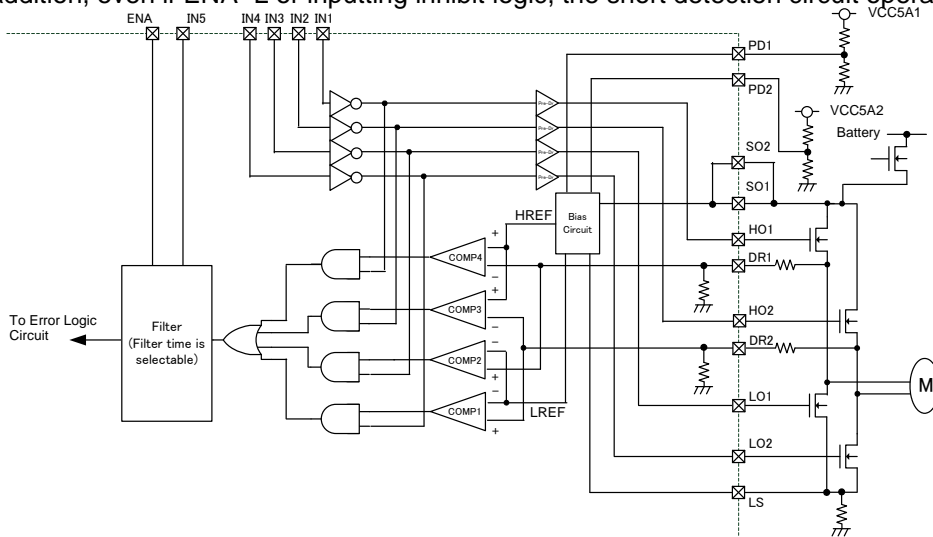 addition, even if ENA=L or inputting inhibit logic, the short detection circuit opera
ENA
IN5
IN4
IN3
IN2
IN1
VCC5A1
PD1
PD2
VCC5A2
Battery
SO2
SO1
HREF
Bias
Circuit
HO1
DR1
HO2
DR2
LO1
LO2
LS
M
+
COMP4
−
+
COMP3
−
−
COMP2
+
−
COMP1
+
LREF
To Error Logic
Circuit
Filter
(Filter time is
selectable)